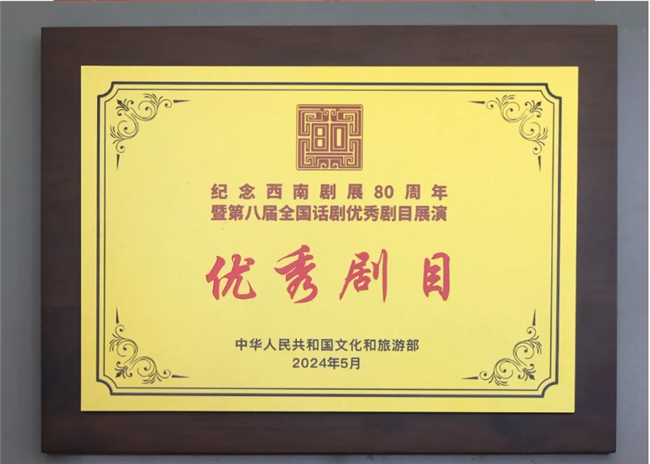 80
纪念西南剧展80周年
暨第八届全国话剧优秀剧目展演
优秀剧目
中华人民共和国文化和旅游部
2024年5月